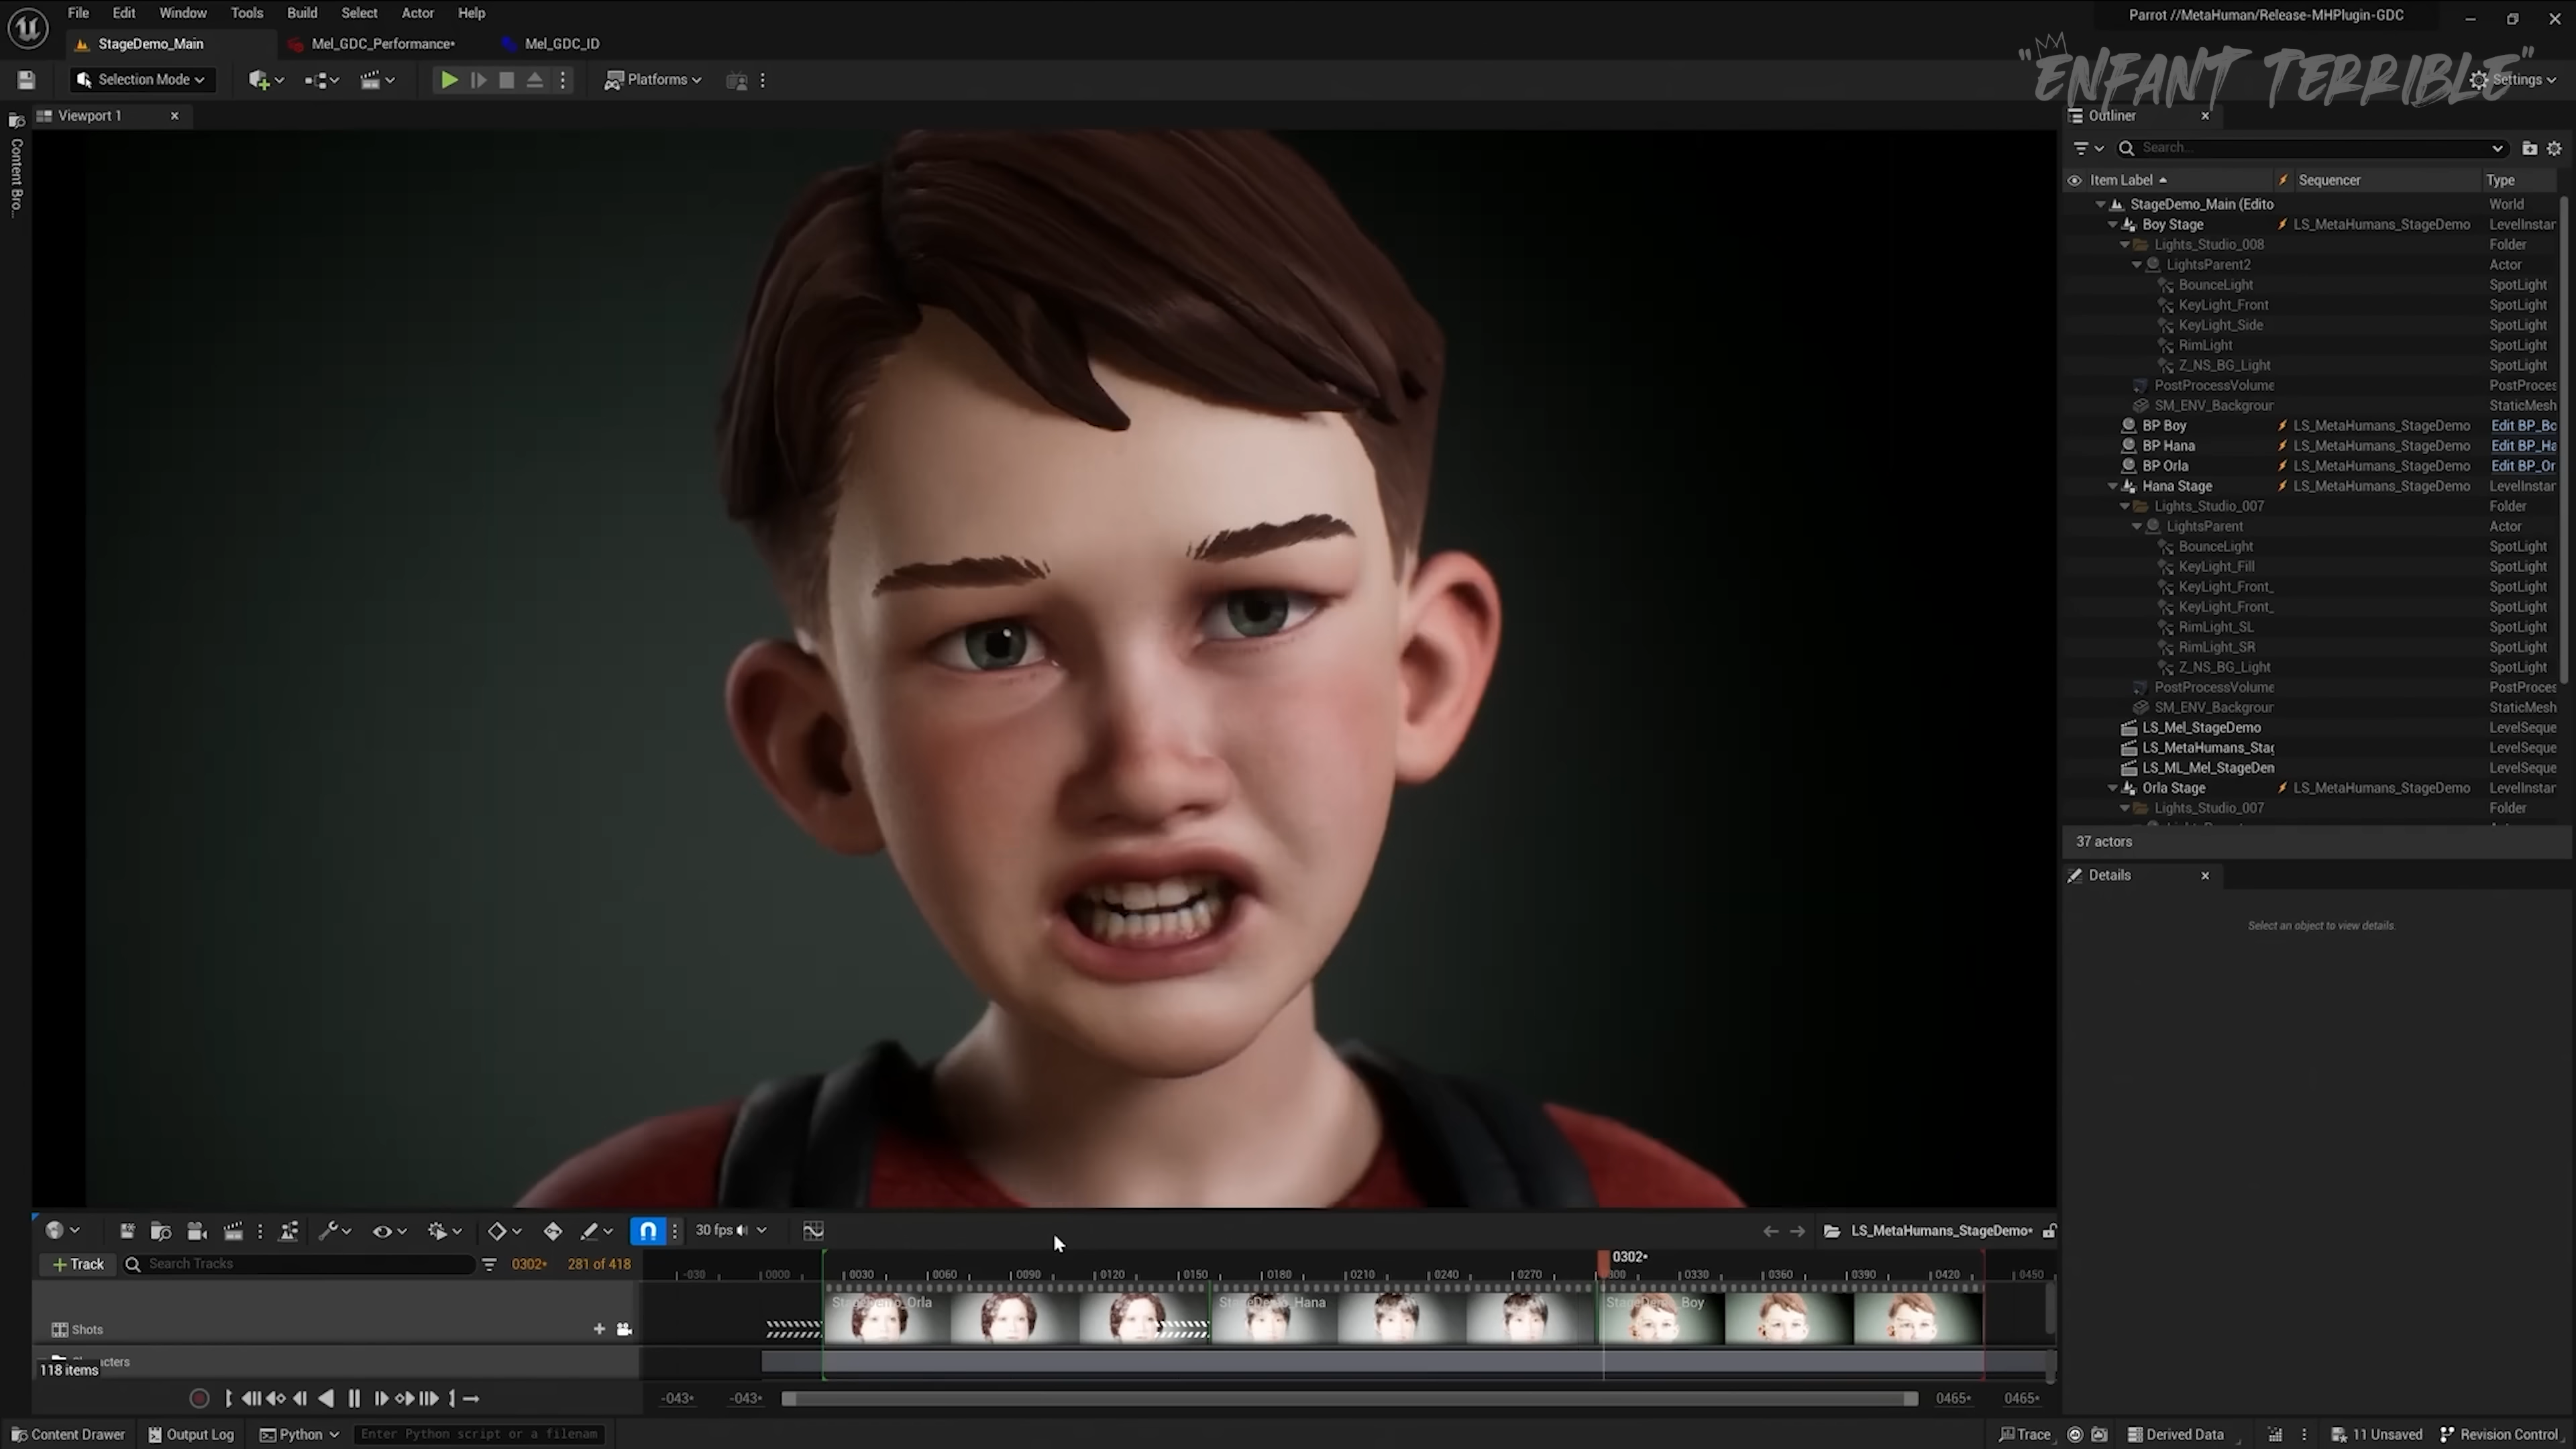 File Edit Window Tools Build Select Actor Help
Parrot //MetaHuman/Release-MHPlugin-GDC
StageDemo_Main
Mel_GDC_Performance•
Mel_GDC_ID
"ENFANT TERRIBLE"
Selection Mode
Platforms
Settings
Viewport 1
Outliner
Content Bro...
Search...
Item Label Sequencer Type
StageDemo_Main (Edito World
Boy Stage LS_MetaHumans_StageDemo LevelInstar
Lights_Studio_008 Folder
LightsParent2 Actor
BounceLight SpotLight
KeyLight_Front SpotLight
KeyLight_Side SpotLight
RimLight SpotLight
Z_NS_BG_Light SpotLight
PostProcessVolume PostProces
SM_ENV_Backgrour StaticMesh
BP Boy LS_MetaHumans_StageDemo Edit BP_Bo
BP Hana LS_MetaHumans_StageDemo Edit BP_Ha
BP Orla LS_MetaHumans_StageDemo Edit BP_Or
Hana Stage LS_MetaHumans_StageDemo LevelInstar
Lights_Studio_007 Folder
LightsParent Actor
BounceLight SpotLight
KeyLight_Fill SpotLight
KeyLight_Front_ SpotLight
KeyLight_Front_ SpotLight
RimLight_SL SpotLight
RimLight_SR SpotLight
Z_NS_BG_Light SpotLight
PostProcessVolume PostProces
SM_ENV_Backgrour StaticMesh
LS_Mel_StageDemo LevelSeque
LS_MetaHumans_Stag LevelSeque
LS_ML_Mel_StageDen LevelSeque
Orla Stage LS_MetaHumans_StageDemo LevelInstar
Lights_Studio_007 Folder
37 actors
Details
Select an object to view details.
30 fps
LS_MetaHumans_StageDemo•
+ Track
Search Tracks
0302•
281 of 418
0302•
-030 0000 0030 0060 0090 0120 0150 0180 0210 0240 0270 300 0330 0360 0390 0420 0450
StageDemo_Orla
StageDemo_Hana
Boy
Shots
118 items
-043•
-043•
0465•
0465•
Content Drawer
Output Log
Python
Enter Python script or a filenam
Trace
Derived Data
11 Unsaved
Revision Control